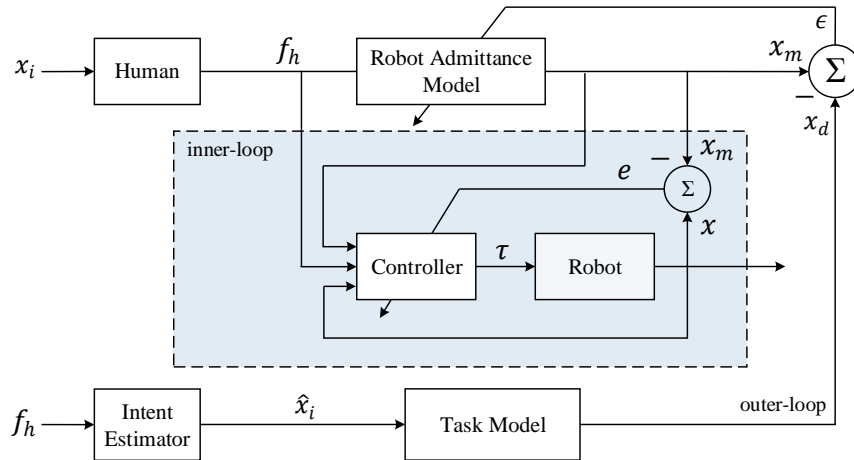 ϵ
x_i
Human
f_h
Robot Admittance
Model
x_m
Σ
−
x_d
inner-loop
−
x_m
e
Σ
x
Controller
τ
Robot
outer-loop
f_h
Intent
Estimator
x̂_i
Task Model